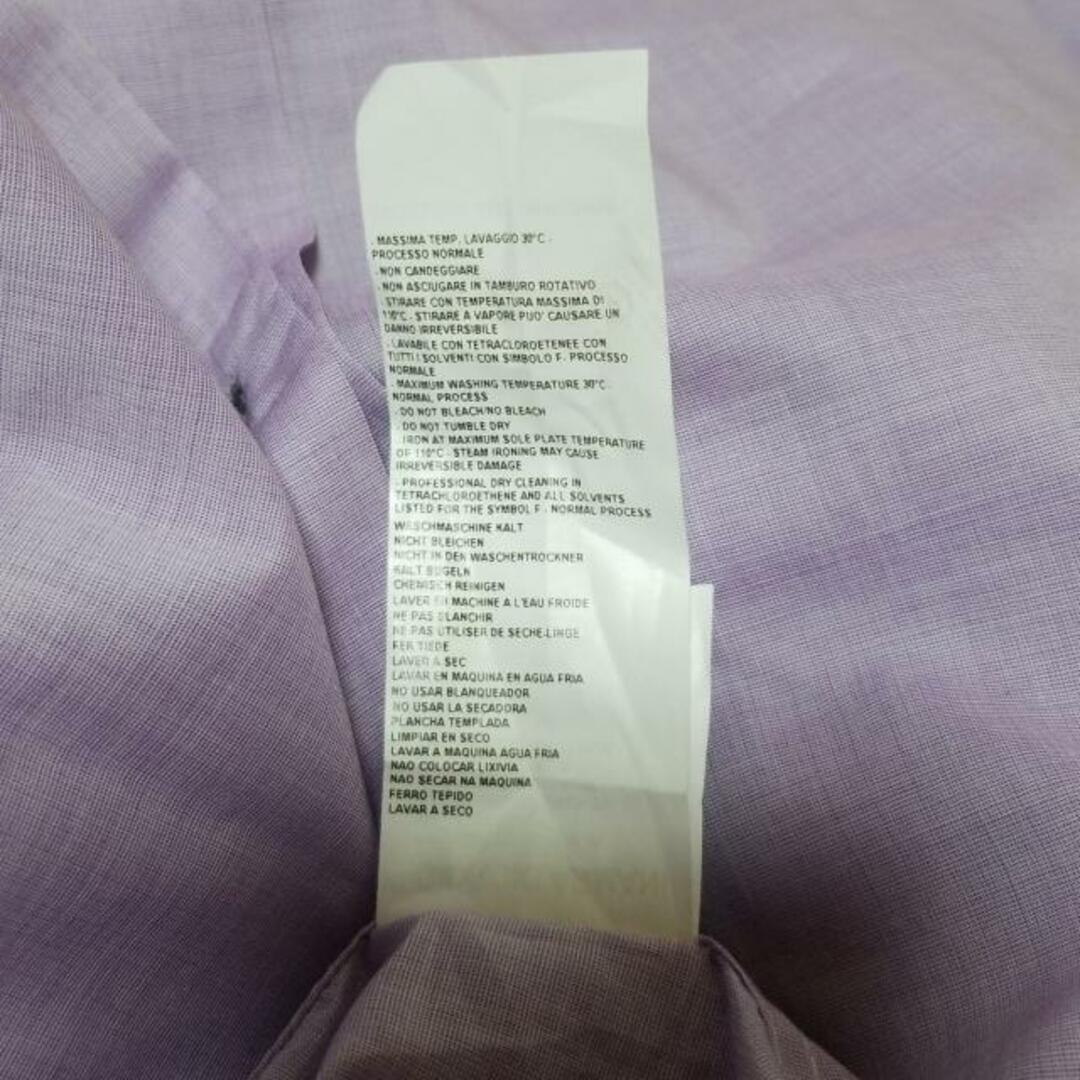 - MASSIMA TEMP. LAVAGGIO 30°C -
PROCESSO NORMALE
- NON CANDEGGIARE
- NON ASCIUGARE IN TAMBURO ROTATIVO
- STIRARE CON TEMPERATURA MASSIMA DI
110°C - STIRARE A VAPORE PUO' CAUSARE UN
DANNO IRREVERSIBILE
- LAVABILE CON TETRACLOROETENEE CON
TUTTI I SOLVENTI CON SIMBOLO F - PROCESSO
NORMALE
- MAXIMUM WASHING TEMPERATURE 30°C -
NORMAL PROCESS
- DO NOT BLEACH/NO BLEACH
- DO NOT TUMBLE DRY
- IRON AT MAXIMUM SOLE PLATE TEMPERATURE
OF 110°C - STEAM IRONING MAY CAUSE
IRREVERSIBLE DAMAGE
- PROFESSIONAL DRY CLEANING IN
TETRACHLOROETHENE AND ALL SOLVENTS
LISTED FOR THE SYMBOL F - NORMAL PROCESS
WASCHMASCHINE KALT
NICHT BLEICHEN
NICHT IN DEN WASCHENTROCKNER
KALT BUGELN
CHEMISCH REINIGEN
LAVER EN MACHINE A L'EAU FROIDE
NE PAS BLANCHIR
NE PAS UTILISER DE SECHE-LINGE
FER TIEDE
LAVER A SEC
LAVAR EN MAQUINA EN AGUA FRIA
NO USAR BLANQUEADOR
NO USAR LA SECADORA
PLANCHA TEMPLADA
LIMPIAR EN SECO
LAVAR A MAQUINA AGUA FRIA
NAO COLOCAR LIXIVIA
NAO SECAR NA MAQUINA
FERRO TEPIDO
LAVAR A SECO